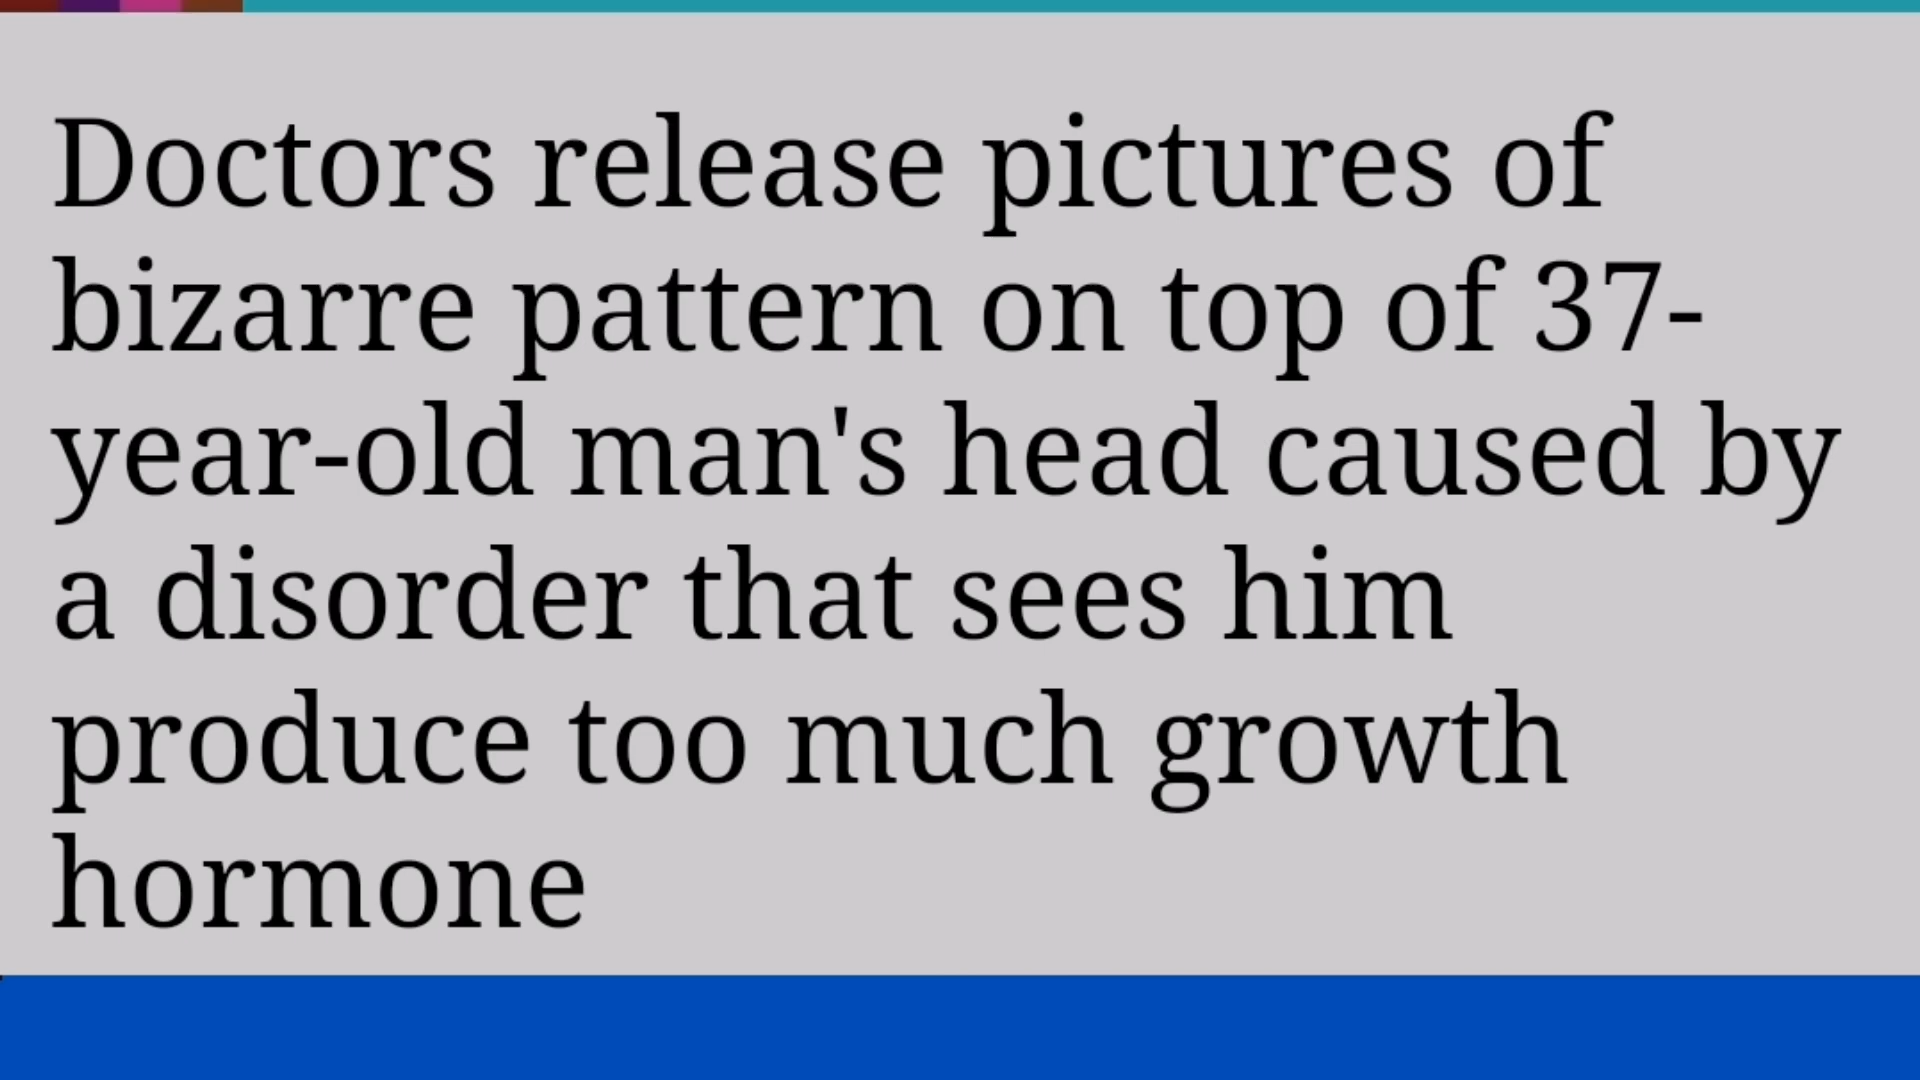 Doctors release pictures of
bizarre pattern on top of 37-
year-old man's head caused by
a disorder that sees him
produce too much growth
hormone